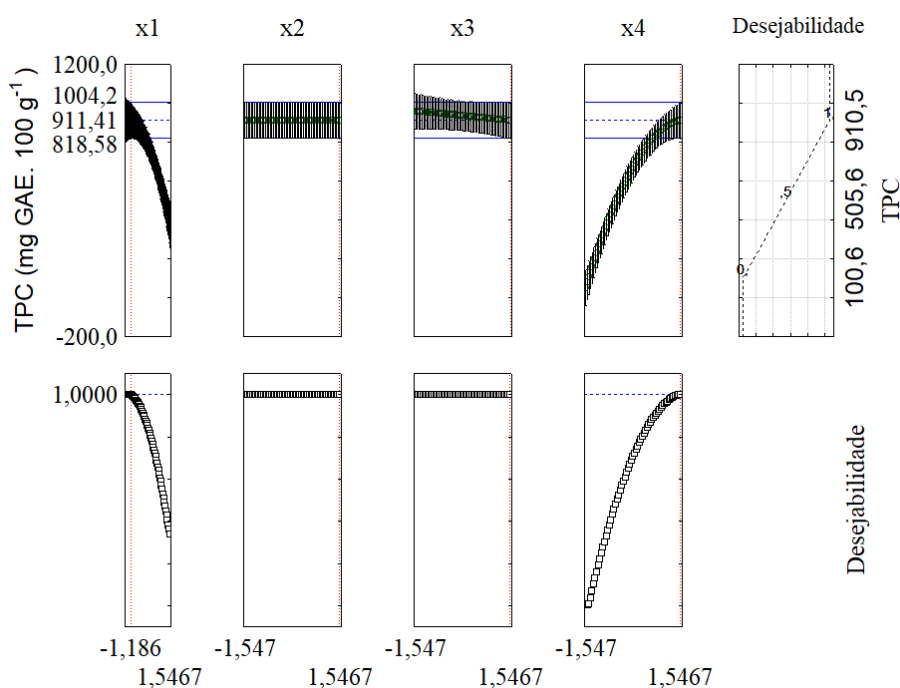 x1
x2
x3
x4
Desejabilidade
TPC (mg GAE. 100 g⁻¹ )
1200,0
1004,2
911,41
818,58
-200,0
1,
,5
0,
910,5
505,6
100,6
TPC
1,0000
Desejabilidade
-1,186
-1,547
-1,547
-1,547
1,5467
1,5467
1,5467
1,5467